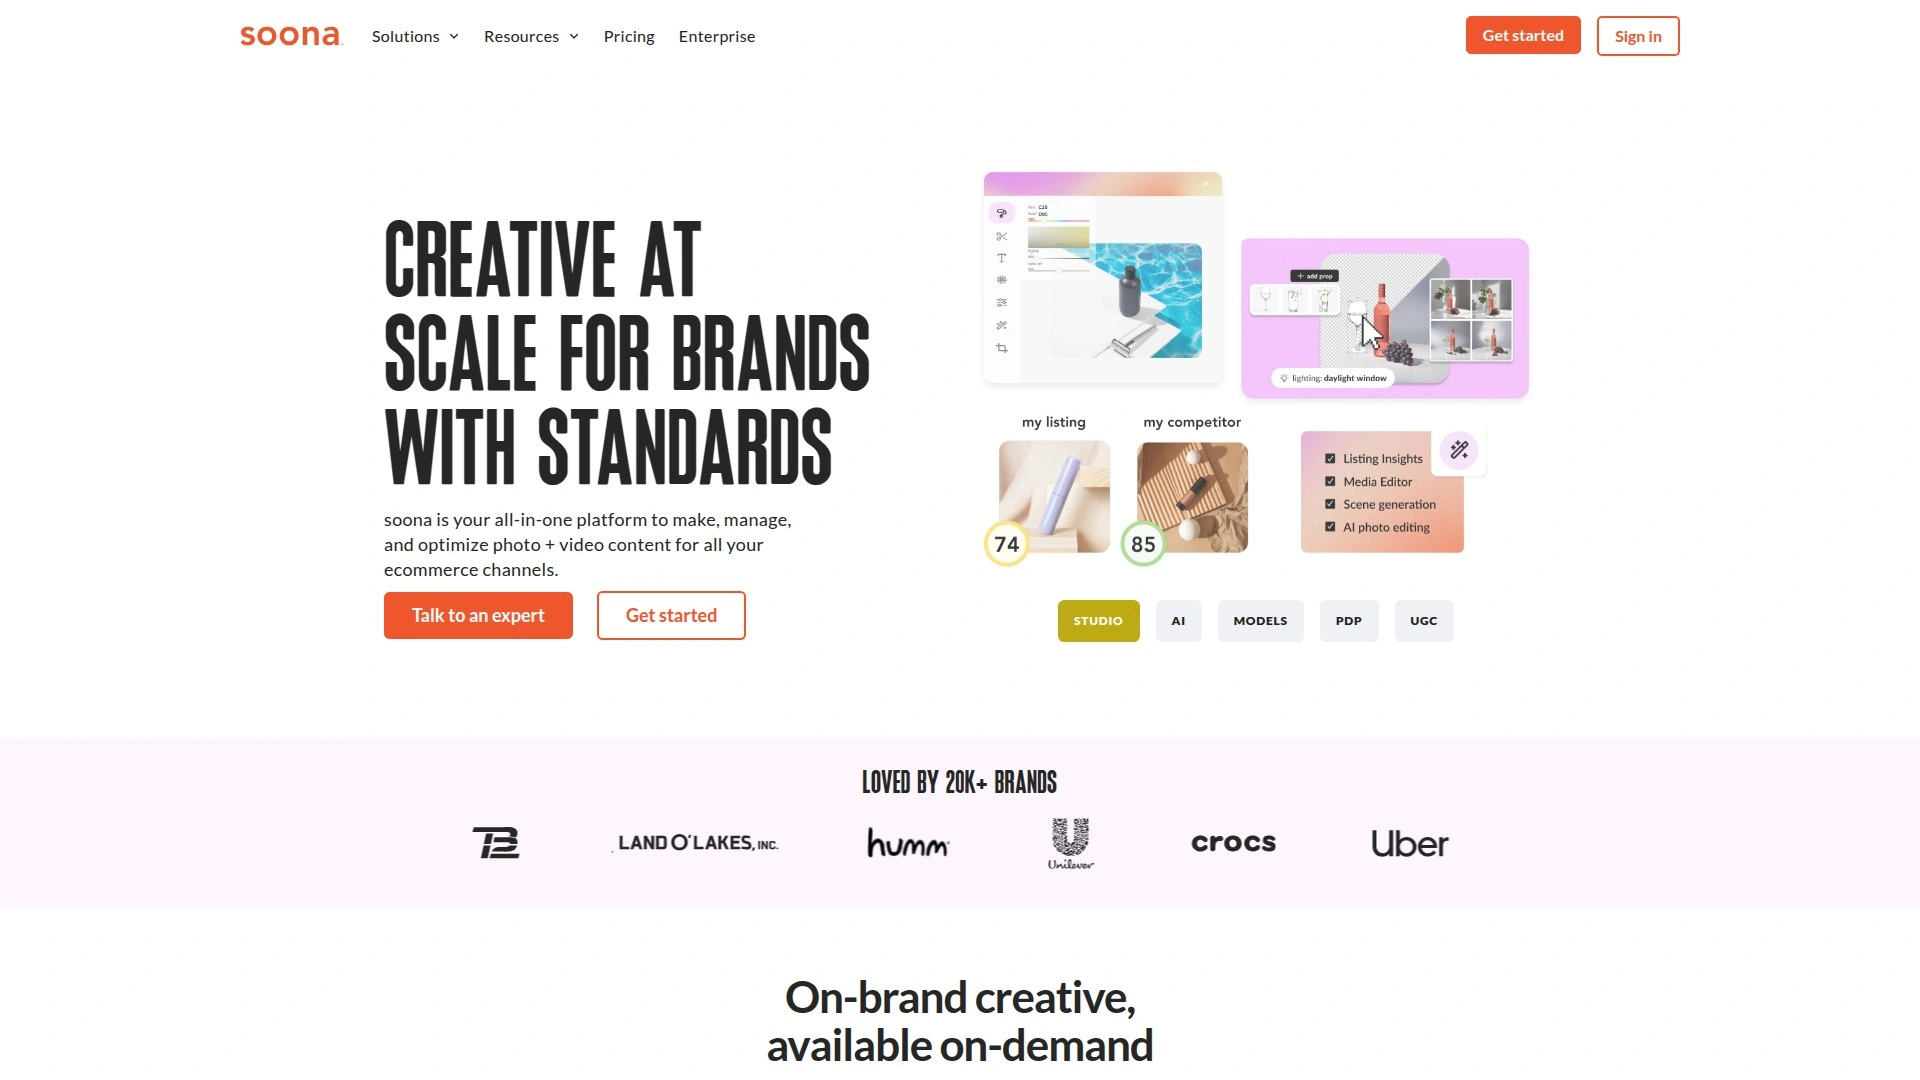 soona
Solutions
Resources
Pricing
Enterprise
Get started
Sign in
CREATIVE AT
SCALE FOR BRANDS
WITH STANDARDS
soona is your all-in-one platform to make, manage,
and optimize photo + video content for all your
ecommerce channels.
Talk to an expert
Get started
+ add prop
lighting: daylight window
my listing
my competitor
74
85
Listing Insights
Media Editor
Scene generation
AI photo editing
STUDIO
AI
MODELS
PDP
UGC
LOVED BY 20K+ BRANDS
TB12
LAND O'LAKES, INC.
humm
Unilever
crocs
Uber
On-brand creative,
available on-demand